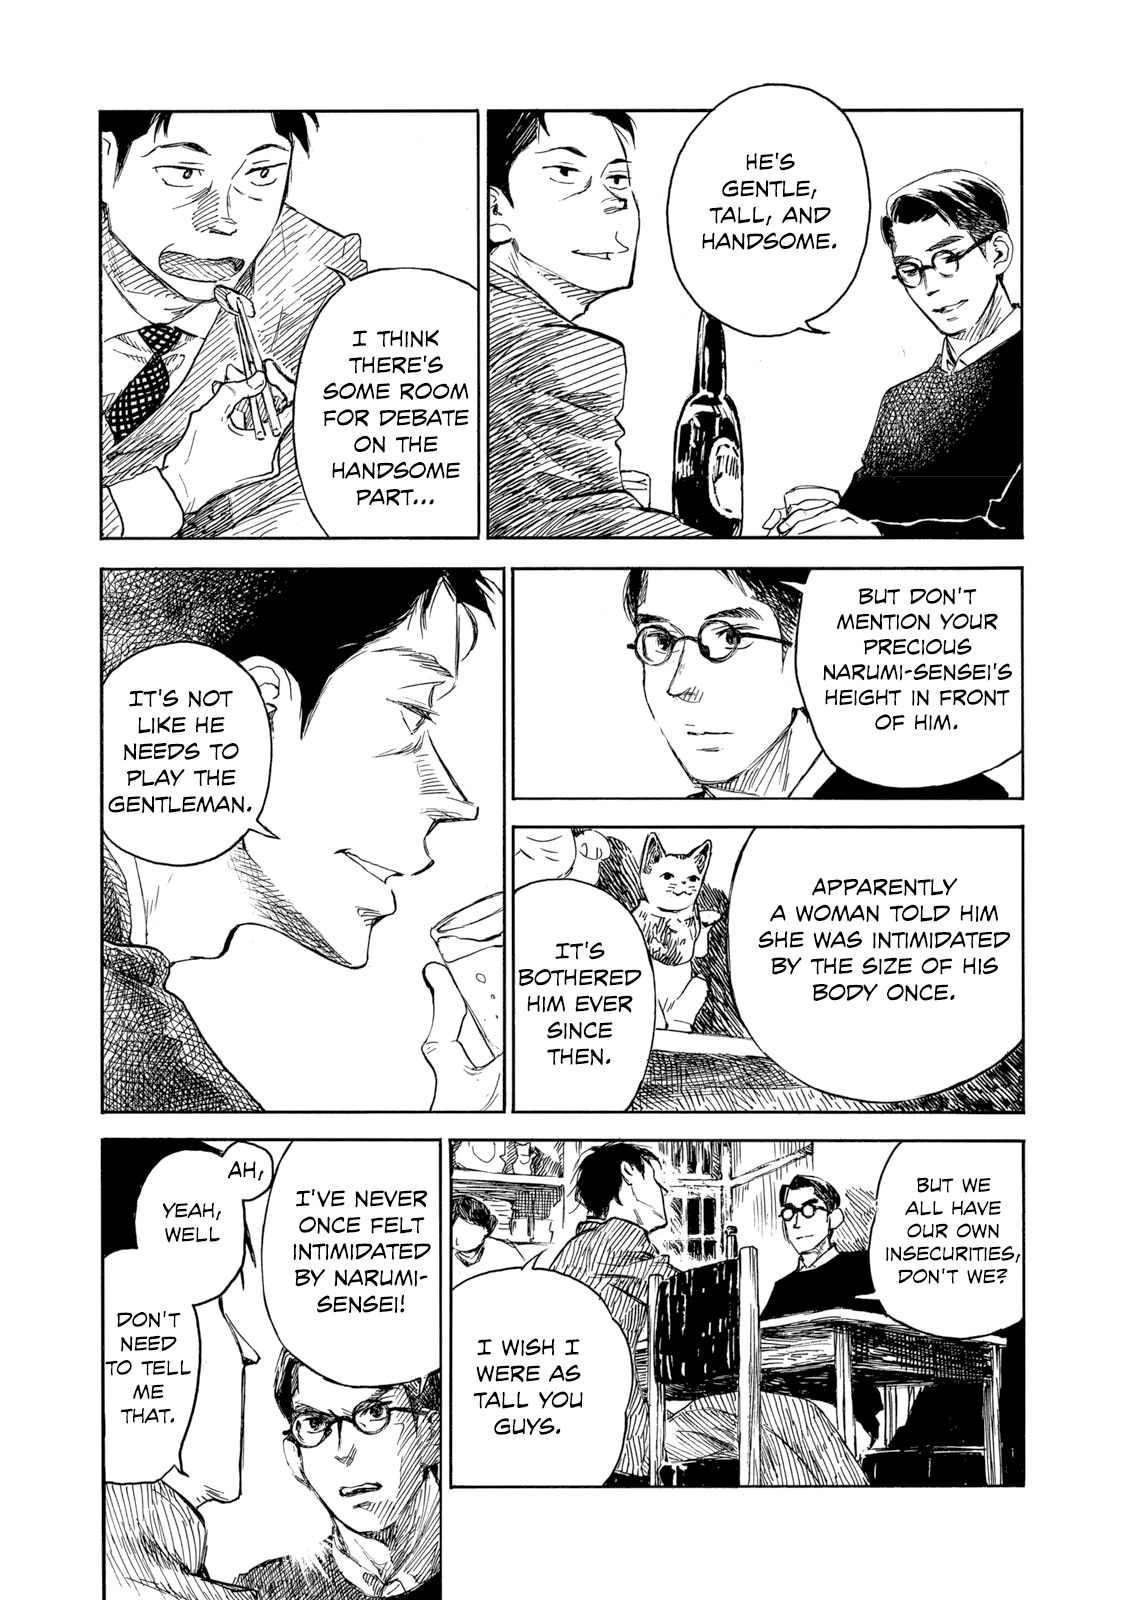 HE'S
GENTLE,
TALL, AND
HANDSOME.
I THINK
THERE'S
SOME ROOM
FOR DEBATE
ON THE
HANDSOME
PART...
BUT DON'T
MENTION YOUR
PRECIOUS
NARUMI-SENSEI'S
HEIGHT IN FRONT
OF HIM.
APPARENTLY
A WOMAN TOLD HIM
SHE WAS INTIMIDATED
BY THE SIZE OF HIS
BODY ONCE.
IT'S
BOTHERED
HIM EVER
SINCE
THEN.
IT'S NOT
LIKE HE
NEEDS TO
PLAY THE
GENTLEMAN.
BUT WE
ALL HAVE
OUR OWN
INSECURITIES,
DON'T WE?
I WISH I
WERE AS
TALL YOU
GUYS.
I'VE NEVER
ONCE FELT
INTIMIDATED
BY NARUMI-
SENSEI!
AH,
YEAH,
WELL
DON'T
NEED
TO TELL
ME
THAT.